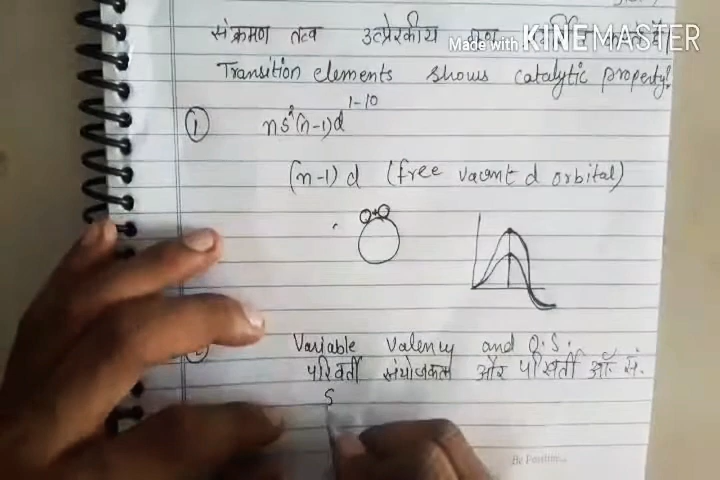 संक्रमण तत्व उत्प्रेरकीय गुण
Made with KINEMASTER
Transition elements shows catalytic property?
① ns²(n-1)d¹⁻¹⁰
(n-1) d (free vacant d orbital)
Variable valency and O.S.
परिवर्ती संयोजकता और परिवर्ती ऑ. सं.
S
Be Positive...